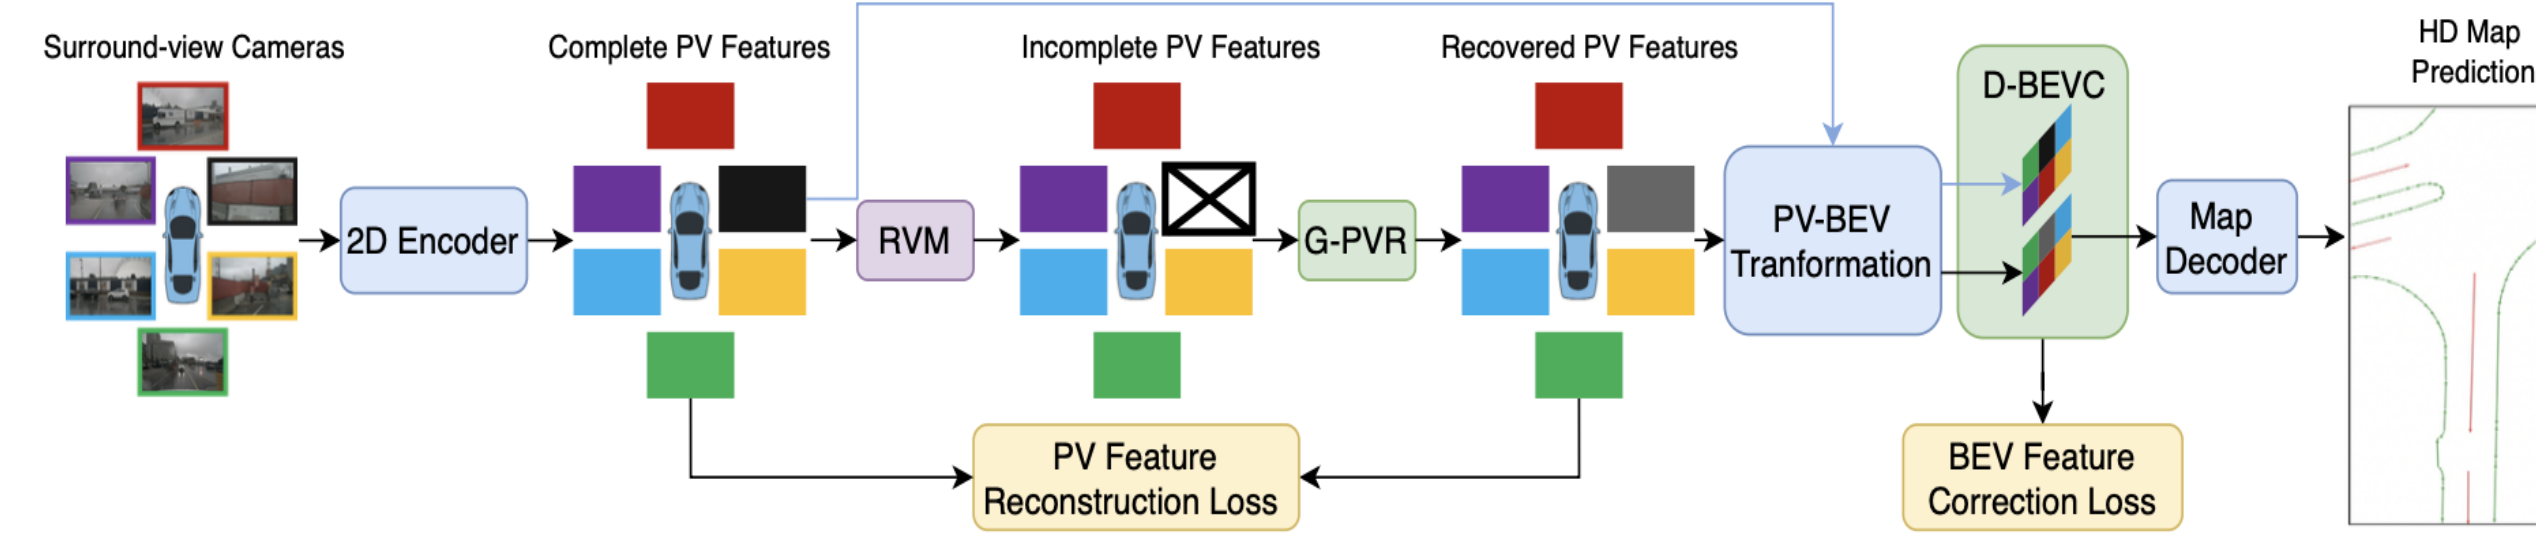 Surround-view Cameras
Complete PV Features
Incomplete PV Features
Recovered PV Features
HD Map
Prediction
D-BEVC
2D Encoder
RVM
G-PVR
PV-BEV
Tranformation
Map
Decoder
PV Feature
Reconstruction Loss
BEV Feature
Correction Loss